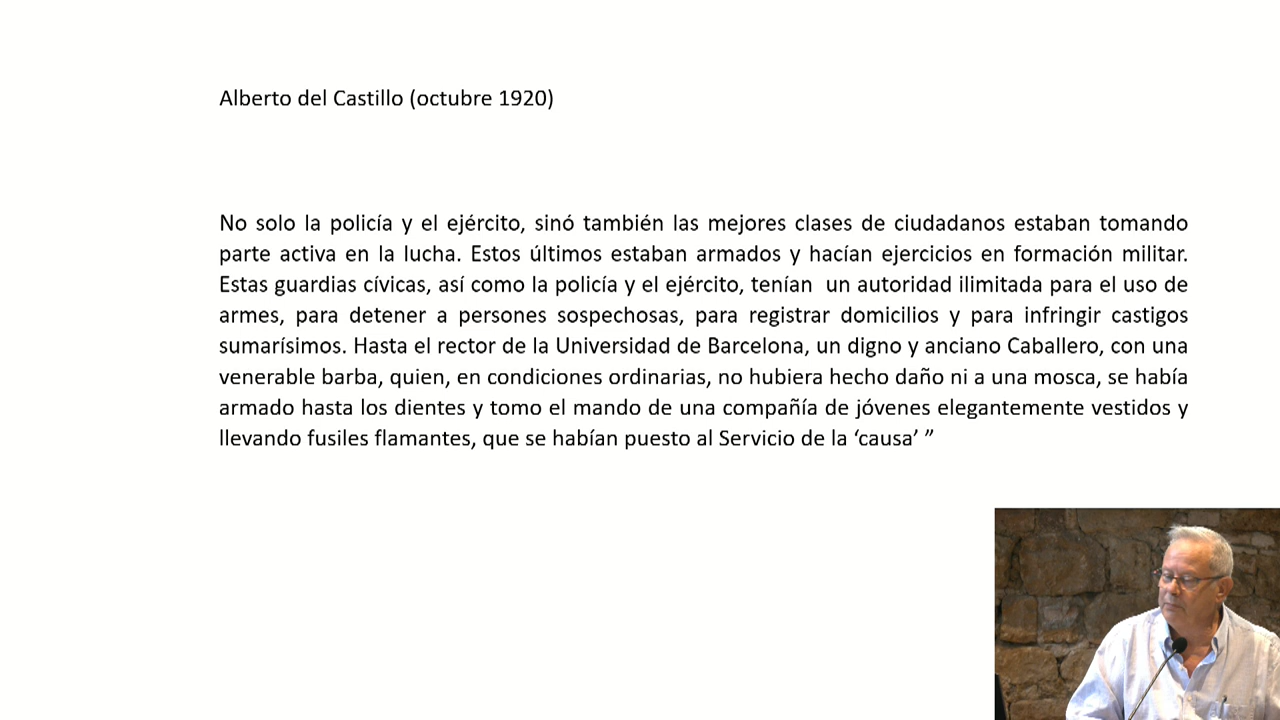 Alberto del Castillo (octubre 1920)
No solo la policía y el ejército, sinó también las mejores clases de ciudadanos estaban tomando
parte activa en la lucha. Estos últimos estaban armados y hacían ejercicios en formación militar.
Estas guardias cívicas, así como la policía y el ejército, tenían  un autoridad ilimitada para el uso de
armes, para detener a persones sospechosas, para registrar domicilios y para infringir castigos
sumarísimos. Hasta el rector de la Universidad de Barcelona, un digno y anciano Caballero, con una
venerable barba, quien, en condiciones ordinarias, no hubiera hecho daño ni a una mosca, se había
armado hasta los dientes y tomo el mando de una compañía de jóvenes elegantemente vestidos y
llevando fusiles flamantes, que se habían puesto al Servicio de la ‘causa’ ”